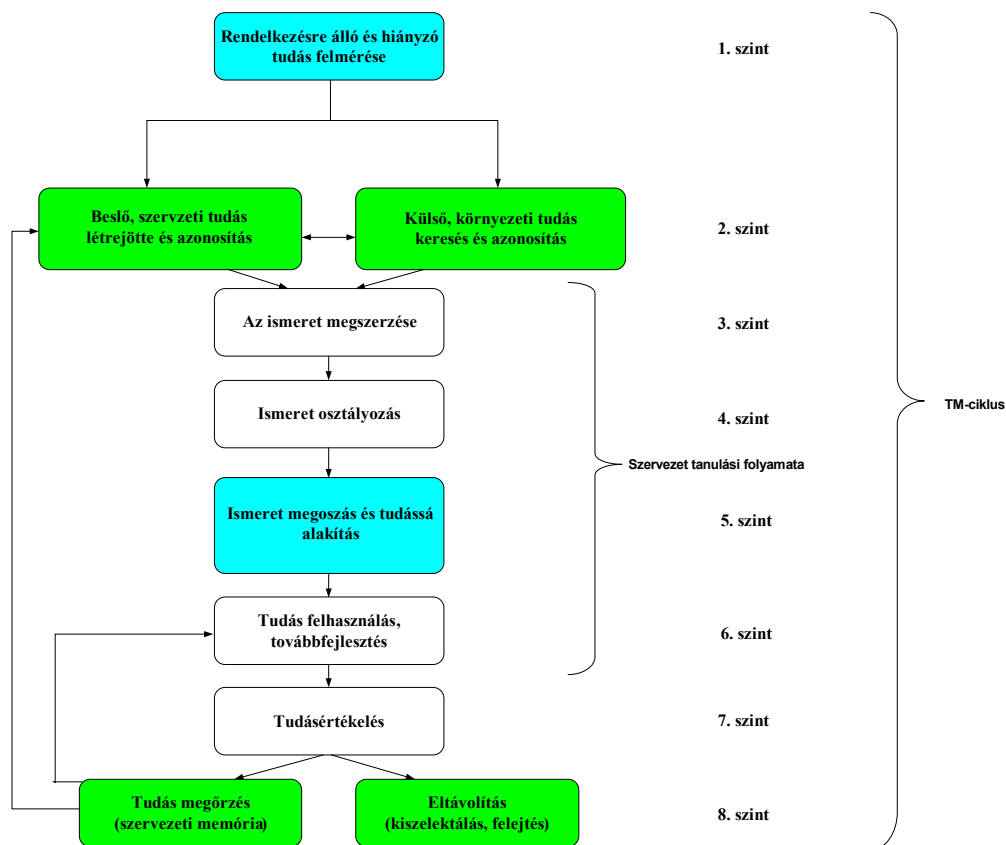 Rendelkezésre álló és hiányzó
tudás felmérése
1. szint
Beslő, szervzeti tudás
létrejötte és azonosítás
Külső, környezeti tudás
keresés és azonosítás
2. szint
Az ismeret megszerzése
3. szint
Ismeret osztályozás
4. szint
TM-ciklus
Szervezet tanulási folyamata
Ismeret megoszás és tudássá
alakítás
5. szint
Tudás felhasználás,
továbbfejlesztés
6. szint
Tudásértékelés
7. szint
Tudás megőrzés
(szervezeti memória)
Eltávolítás
(kiszelektálás, felejtés)
8. szint